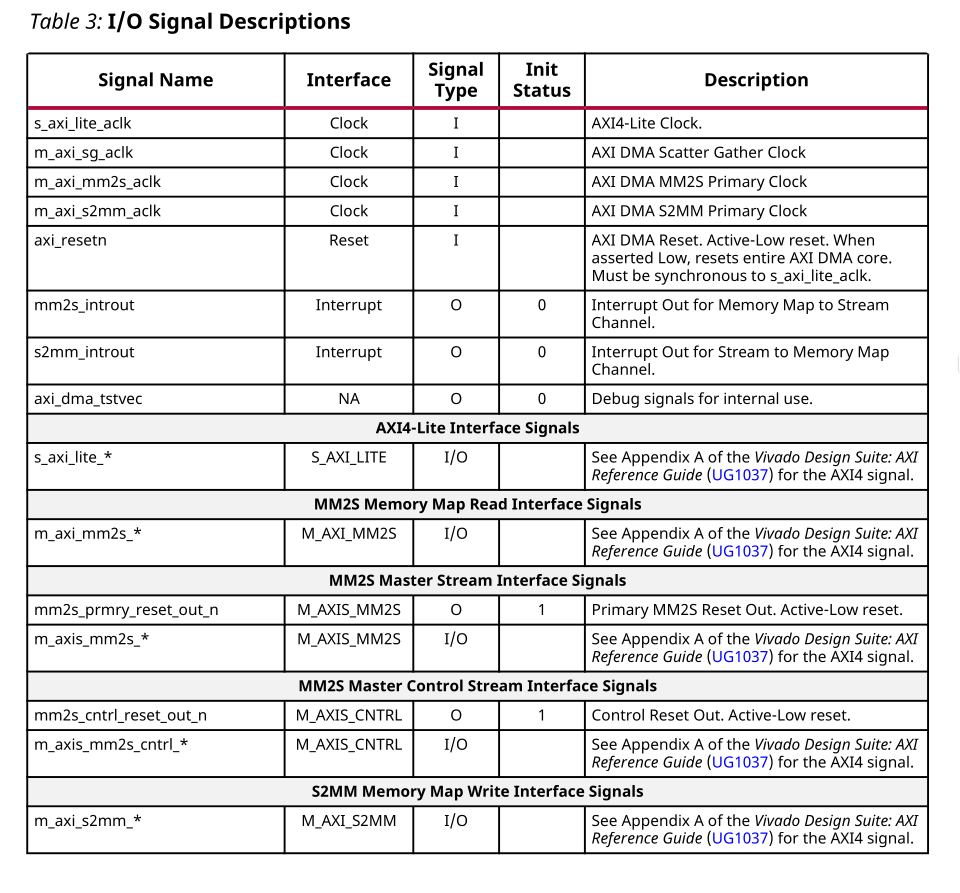 Table 3: I/O Signal Descriptions
Signal Name Interface Signal Type Init Status Description
s_axi_lite_aclk Clock I AXI4-Lite Clock.
m_axi_sg_aclk Clock I AXI DMA Scatter Gather Clock
m_axi_mm2s_aclk Clock I AXI DMA MM2S Primary Clock
m_axi_s2mm_aclk Clock I AXI DMA S2MM Primary Clock
axi_resetn Reset I AXI DMA Reset. Active-Low reset. When
asserted Low, resets entire AXI DMA core.
Must be synchronous to s_axi_lite_aclk.
mm2s_introut Interrupt O 0 Interrupt Out for Memory Map to Stream
Channel.
s2mm_introut Interrupt O 0 Interrupt Out for Stream to Memory Map
Channel.
axi_dma_tstvec NA O 0 Debug signals for internal use.
AXI4-Lite Interface Signals
s_axi_lite_* S_AXI_LITE I/O See Appendix A of the Vivado Design Suite: AXI
Reference Guide (UG1037) for the AXI4 signal.
MM2S Memory Map Read Interface Signals
m_axi_mm2s_* M_AXI_MM2S I/O See Appendix A of the Vivado Design Suite: AXI
Reference Guide (UG1037) for the AXI4 signal.
MM2S Master Stream Interface Signals
mm2s_prmry_reset_out_n M_AXIS_MM2S O 1 Primary MM2S Reset Out. Active-Low reset.
m_axis_mm2s_* M_AXIS_MM2S I/O See Appendix A of the Vivado Design Suite: AXI
Reference Guide (UG1037) for the AXI4 signal.
MM2S Master Control Stream Interface Signals
mm2s_cntrl_reset_out_n M_AXIS_CNTRL O 1 Control Reset Out. Active-Low reset.
m_axis_mm2s_cntrl_* M_AXIS_CNTRL I/O See Appendix A of the Vivado Design Suite: AXI
Reference Guide (UG1037) for the AXI4 signal.
S2MM Memory Map Write Interface Signals
m_axi_s2mm_* M_AXI_S2MM I/O See Appendix A of the Vivado Design Suite: AXI
Reference Guide (UG1037) for the AXI4 signal.